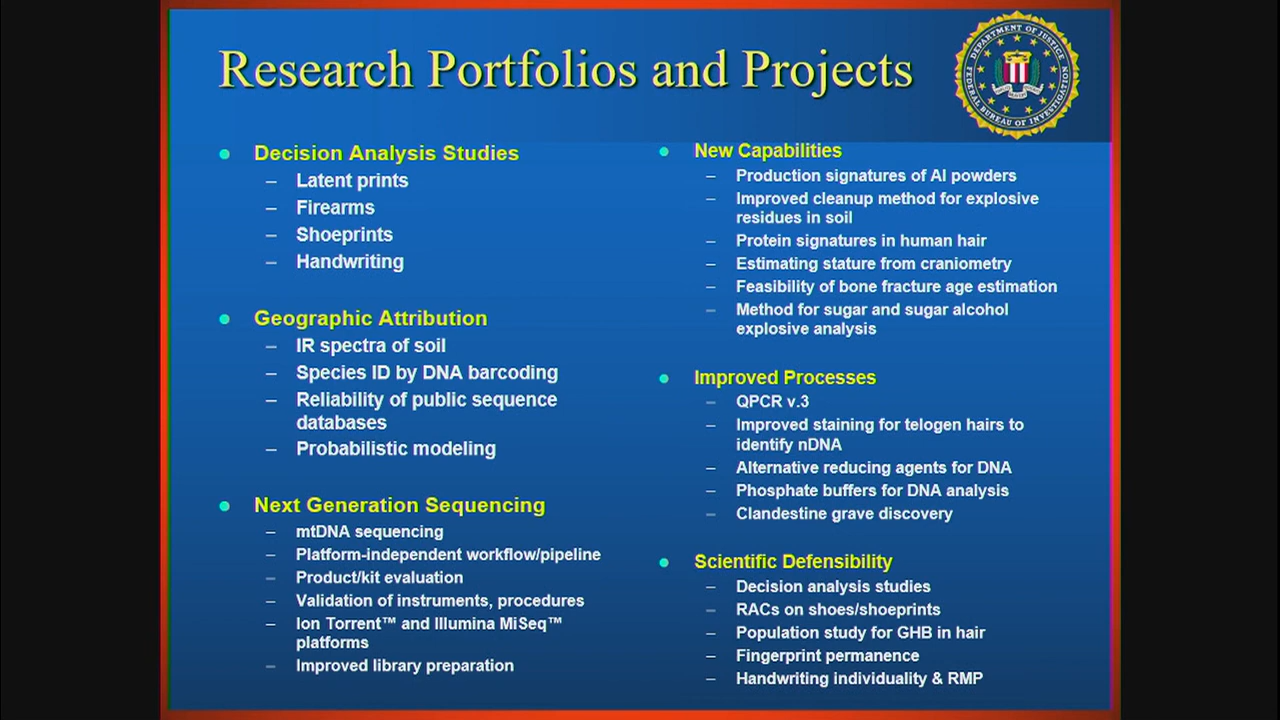 Research Portfolios and Projects
DEPARTMENT OF JUSTICE
FEDERAL BUREAU OF INVESTIGATION
Decision Analysis Studies
– Latent prints
– Firearms
– Shoeprints
– Handwriting
Geographic Attribution
– IR spectra of soil
– Species ID by DNA barcoding
– Reliability of public sequence
databases
– Probabilistic modeling
Next Generation Sequencing
– mtDNA sequencing
– Platform-independent workflow/pipeline
– Product/kit evaluation
– Validation of instruments, procedures
– Ion Torrent™ and Illumina MiSeq™
platforms
– Improved library preparation
New Capabilities
– Production signatures of Al powders
– Improved cleanup method for explosive
residues in soil
– Protein signatures in human hair
– Estimating stature from craniometry
– Feasibility of bone fracture age estimation
– Method for sugar and sugar alcohol
explosive analysis
Improved Processes
– QPCR v.3
– Improved staining for telogen hairs to
identify nDNA
– Alternative reducing agents for DNA
– Phosphate buffers for DNA analysis
– Clandestine grave discovery
Scientific Defensibility
– Decision analysis studies
– RACs on shoes/shoeprints
– Population study for GHB in hair
– Fingerprint permanence
– Handwriting individuality & RMP